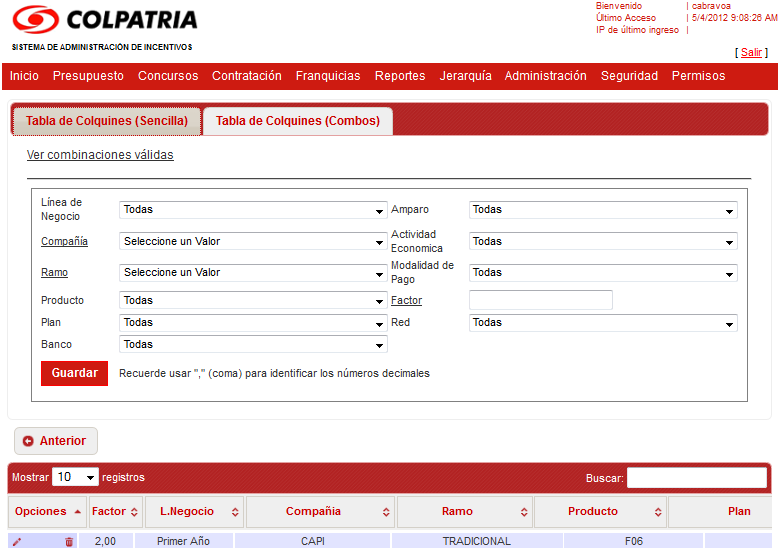 COLPATRIA
SISTEMA DE ADMINISTRACIÓN DE INCENTIVOS
Bienvenido | cabravoa
Último Acceso | 5/4/2012 9:08:26 AM
IP de último ingreso |
[ Salir ]
Inicio Presupuesto Concursos Contratación Franquicias Reportes Jerarquía Administración Seguridad Permisos
Tabla de Colquines (Sencilla) Tabla de Colquines (Combos)
Ver combinaciones válidas
Línea de Negocio Todas Amparo Todas
Compañía Seleccione un Valor Actividad Economica Todas
Ramo Seleccione un Valor Modalidad de Pago Todas
Producto Todas Factor
Plan Todas Red Todas
Banco Todas
Guardar Recuerde usar "," (coma) para identificar los números decimales
Anterior
Mostrar 10 registros Buscar:
Opciones Factor L.Negocio Compañia Ramo Producto Plan
2,00 Primer Año CAPI TRADICIONAL F06